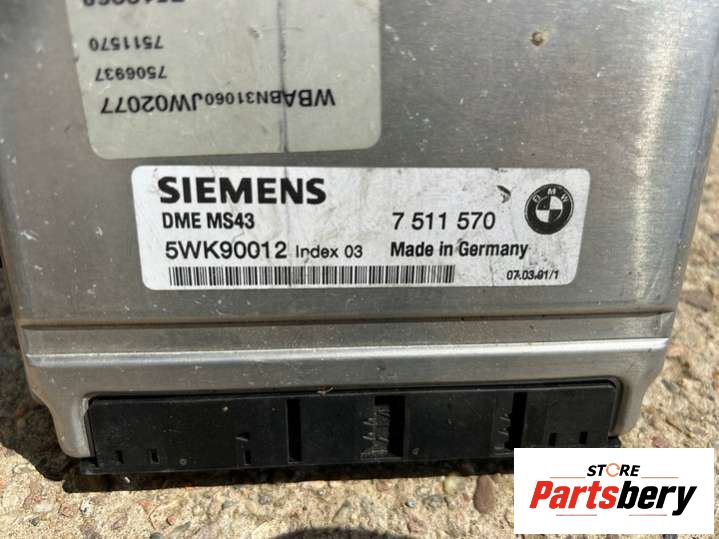 7511570
7506937
WBABN31060JW02077
SIEMENS
DME MS43 7 511 570
BMW
5WK90012 Index 03 Made in Germany
07.03.01/1
STORE
Partsbery